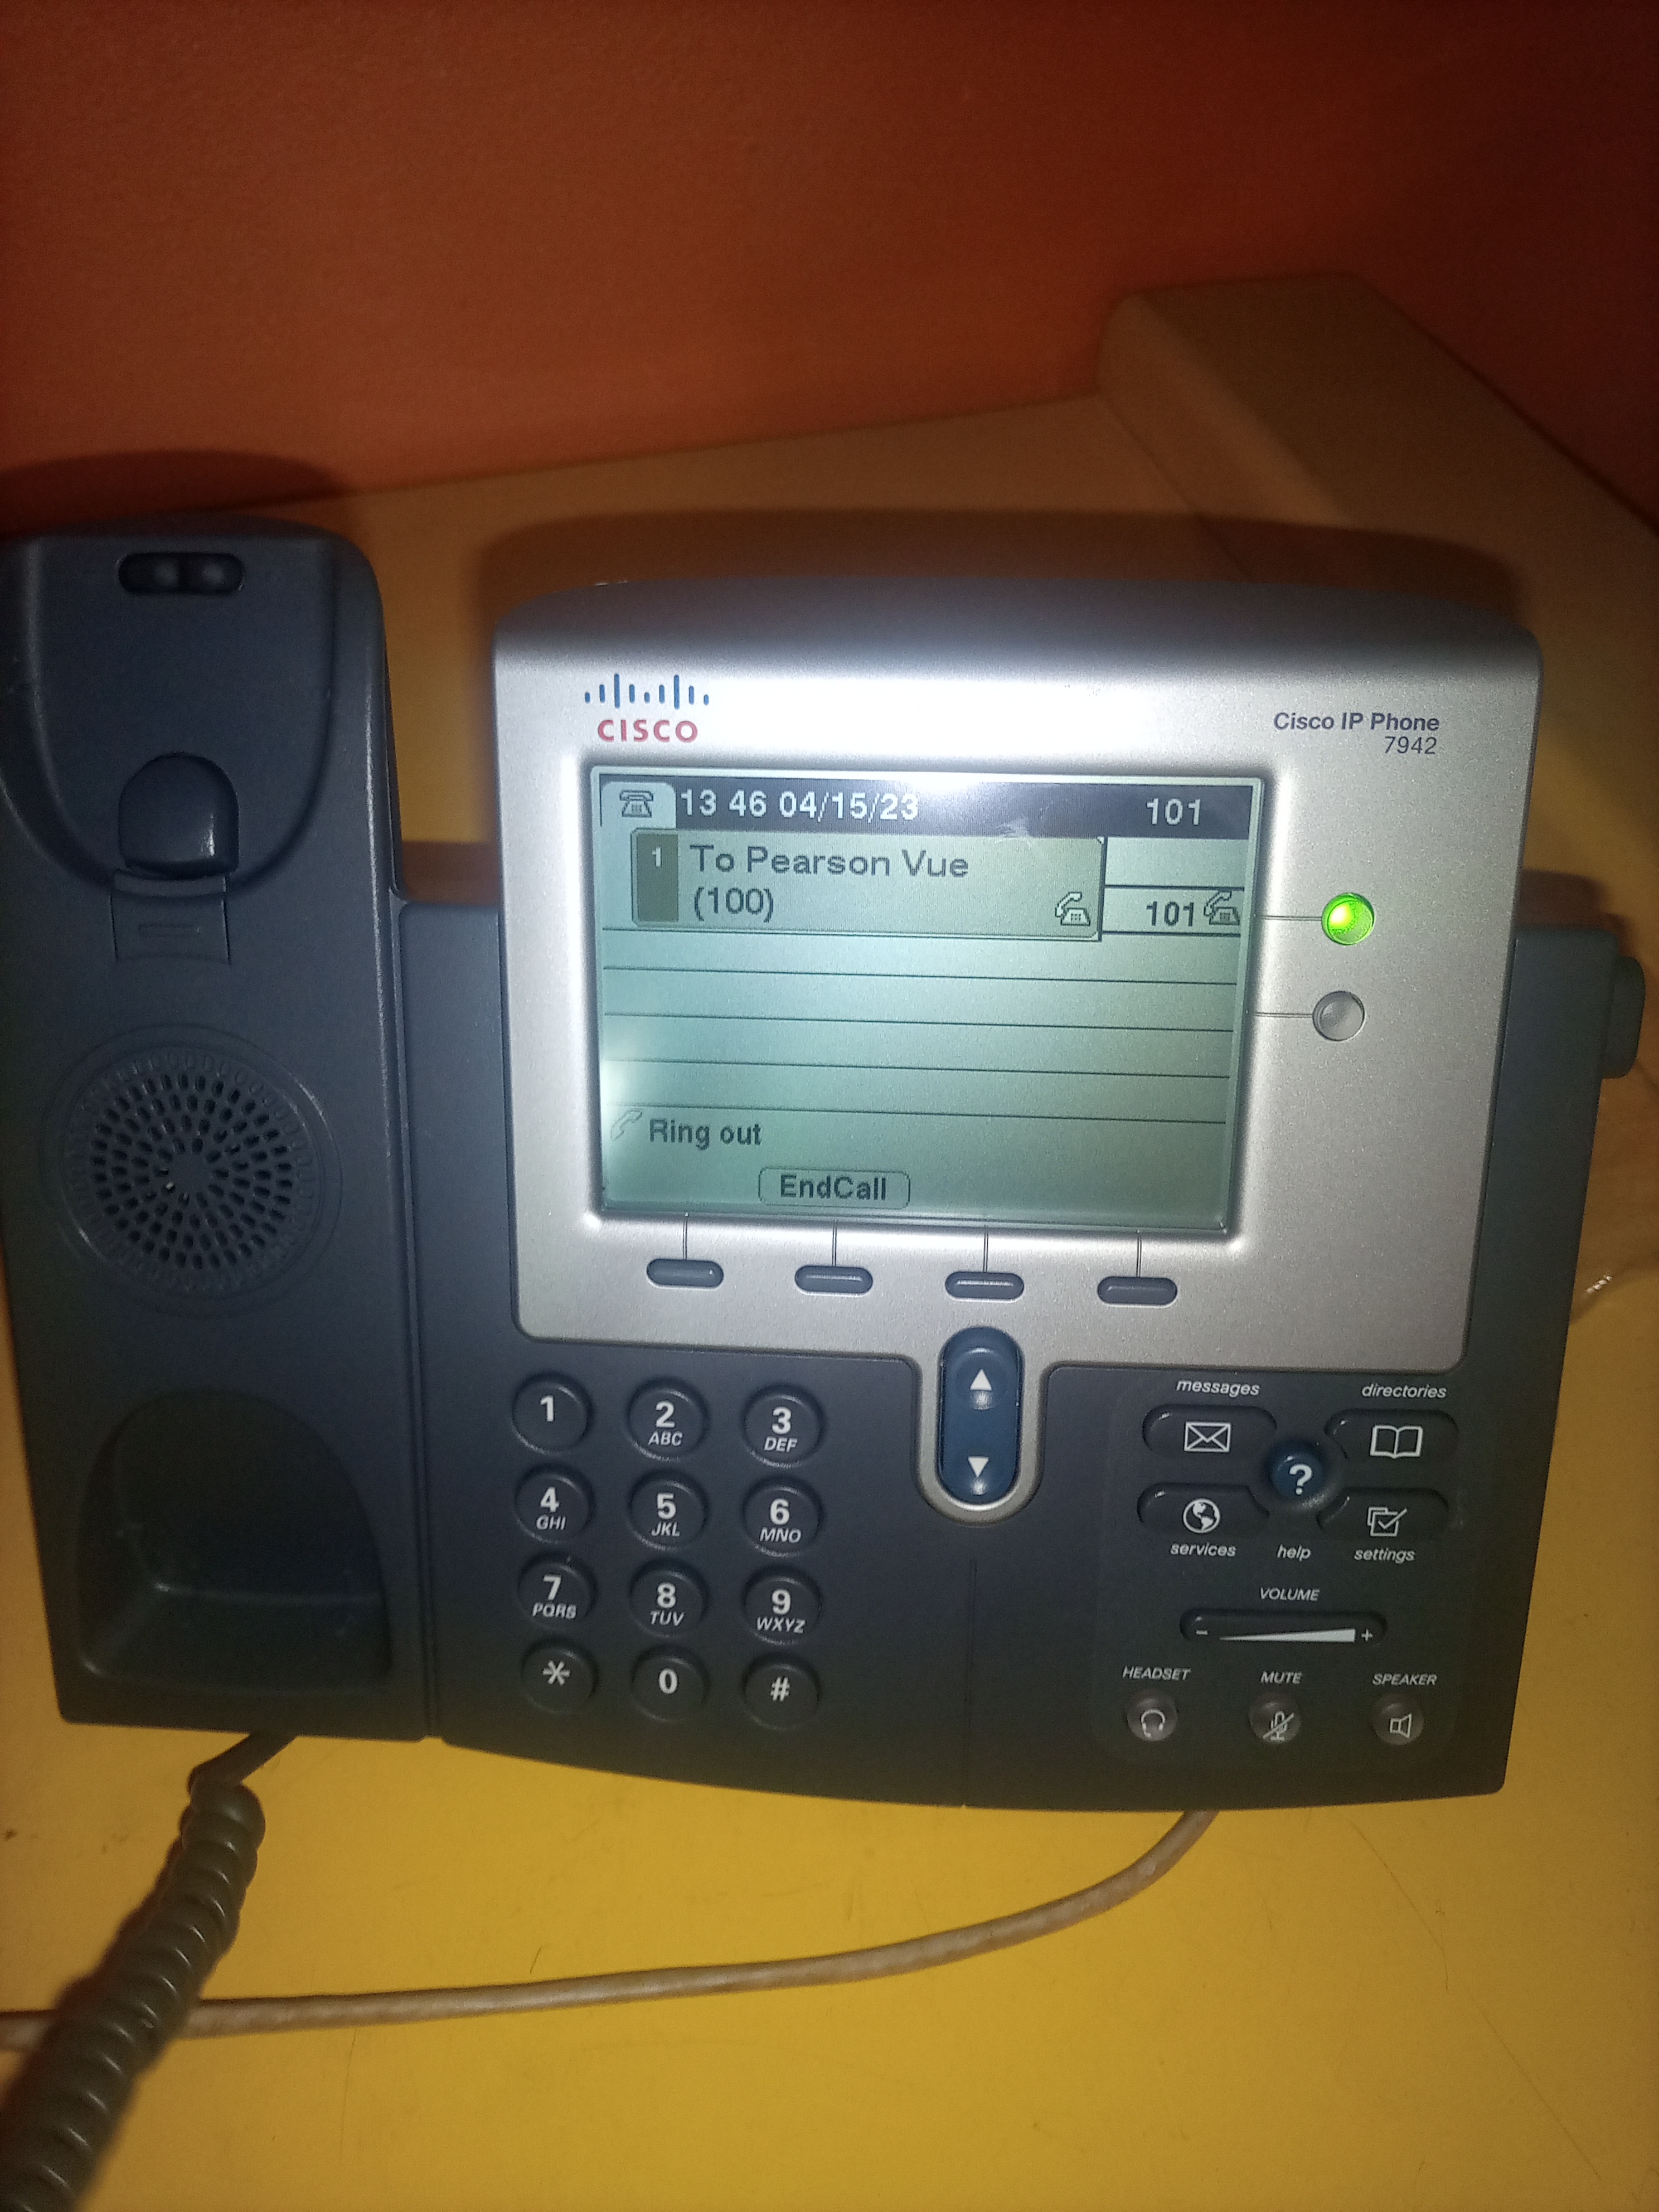 CISCO
Cisco IP Phone
7942
13 46 04/15/23 101
1 To Pearson Vue
(100)
101
Ring out
EndCall
messages directories
?
services help settings
VOLUME
- +
HEADSET MUTE SPEAKER
1 2 3
ABC DEF
4 5 6
GHI JKL MNO
7 8 9
PQRS TUV WXYZ
* 0 #